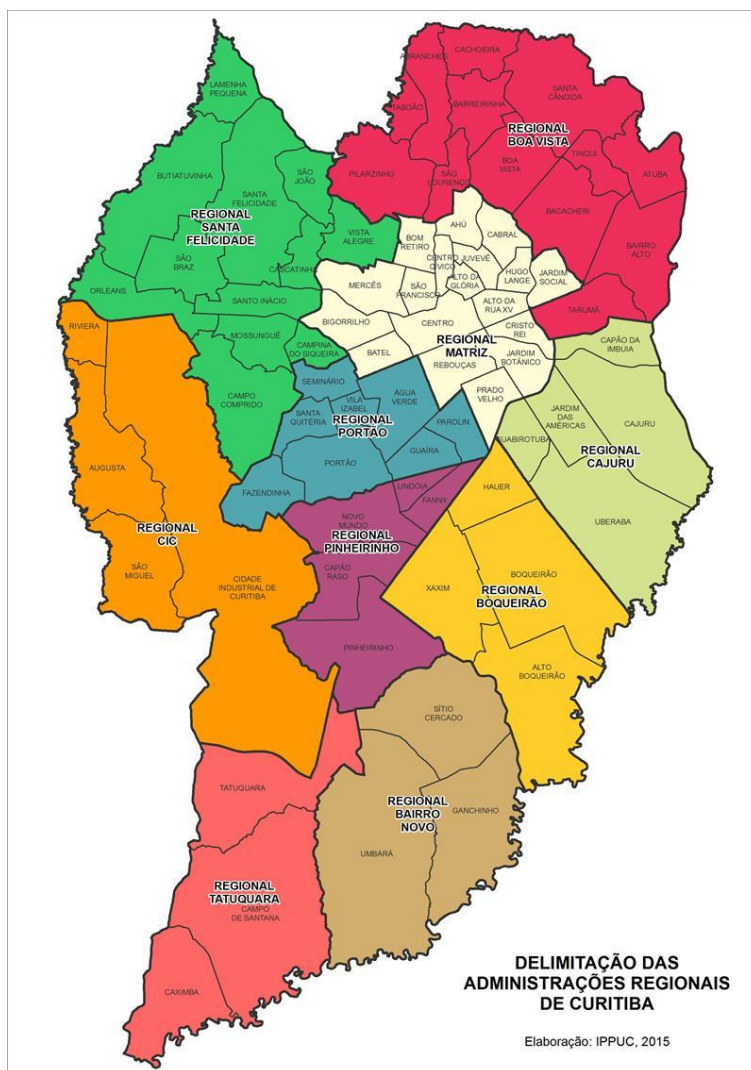 ABRANCHES
CACHOEIRA
LAMENHA
PEQUENA
SANTA
CÂNDIDA
TABOÃO
BARREIRINHA
REGIONAL
BOA VISTA
BUTIATUVINHA
SÃO
JOÃO
PILARZINHO
SÃO
LOURENÇO
BOA
VISTA
TINGUI
ATUBA
SANTA
FELICIDADE
REGIONAL
SANTA
FELICIDADE
VISTA
ALEGRE
BACACHERI
BAIRRO
ALTO
SÃO
BRAZ
CASCATINHA
BOM
RETIRO
AHÚ
CABRAL
CENTRO
CÍVICO
JUVEVÊ
ALTO DA
GLÓRIA
HUGO
LANGE
JARDIM
SOCIAL
ORLEANS
SANTO INÁCIO
MERCÊS
SÃO
FRANCISCO
ALTO DA
RUA XV
TARUMÃ
RIVIERA
MOSSUNGUÊ
CAMPINA
DO SIQUEIRA
BIGORRILHO
CENTRO
CRISTO
REI
CAPÃO DA
IMBUIA
BATEL
REGIONAL
MATRIZ
REBOUÇAS
JARDIM
BOTÂNICO
CAMPO
COMPRIDO
SEMINÁRIO
VILA
IZABEL
ÁGUA
VERDE
PRADO
VELHO
SANTA
QUITÉRIA
REGIONAL
PORTÃO
PAROLIN
JARDIM DAS
AMÉRICAS
CAJURU
GUABIROTUBA
REGIONAL
CAJURU
PORTÃO
GUAÍRA
AUGUSTA
FAZENDINHA
LINDÓIA
FANNY
HAUER
REGIONAL
CIC
NOVO
MUNDO
REGIONAL
PINHEIRINHO
UBERABA
SÃO
MIGUEL
CIDADE
INDUSTRIAL DE
CURITIBA
CAPÃO
RASO
XAXIM
BOQUEIRÃO
REGIONAL
BOQUEIRÃO
PINHEIRINHO
ALTO
BOQUEIRÃO
SÍTIO
CERCADO
TATUQUARA
REGIONAL
BAIRRO
NOVO
GANCHINHO
UMBARÁ
REGIONAL
TATUQUARA
CAMPO
DE SANTANA
CAXIMBA
DELIMITAÇÃO DAS
ADMINISTRAÇÕES REGIONAIS
DE CURITIBA
Elaboração: IPPUC, 2015